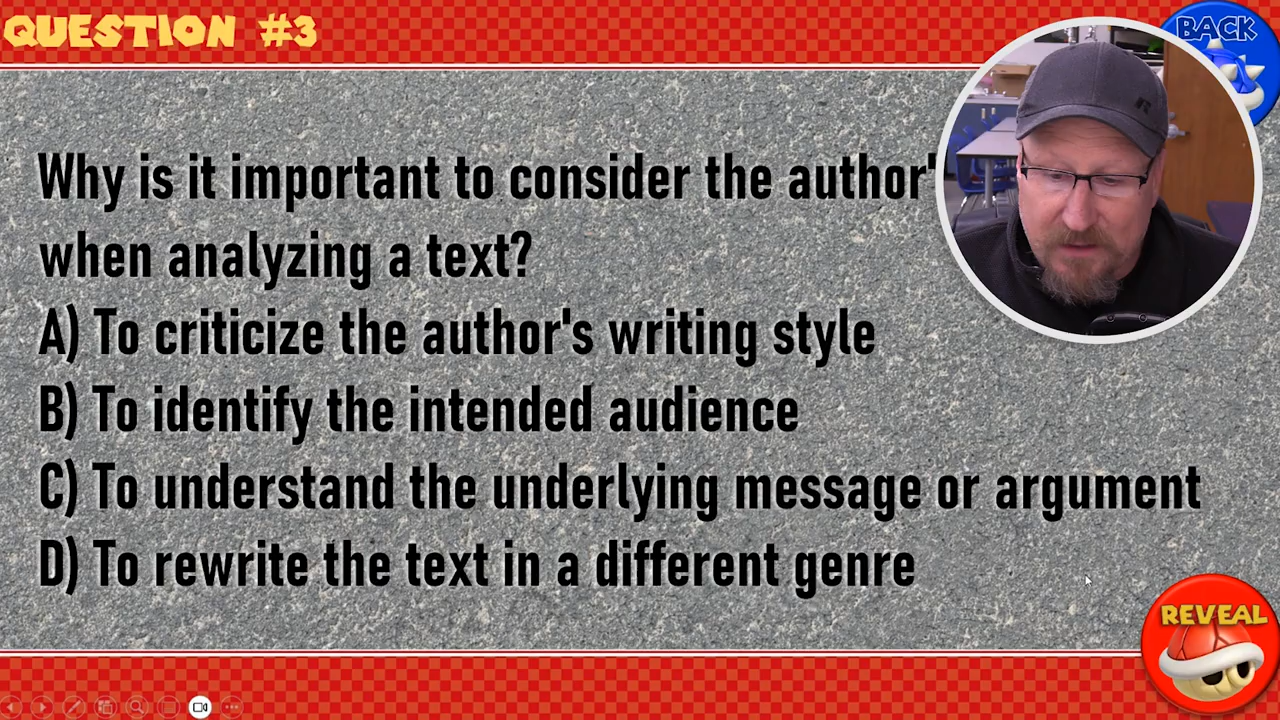 QUESTION #3
BACK
Why is it important to consider the author'
when analyzing a text?
A) To criticize the author's writing style
B) To identify the intended audience
C) To understand the underlying message or argument
D) To rewrite the text in a different genre
REVEAL